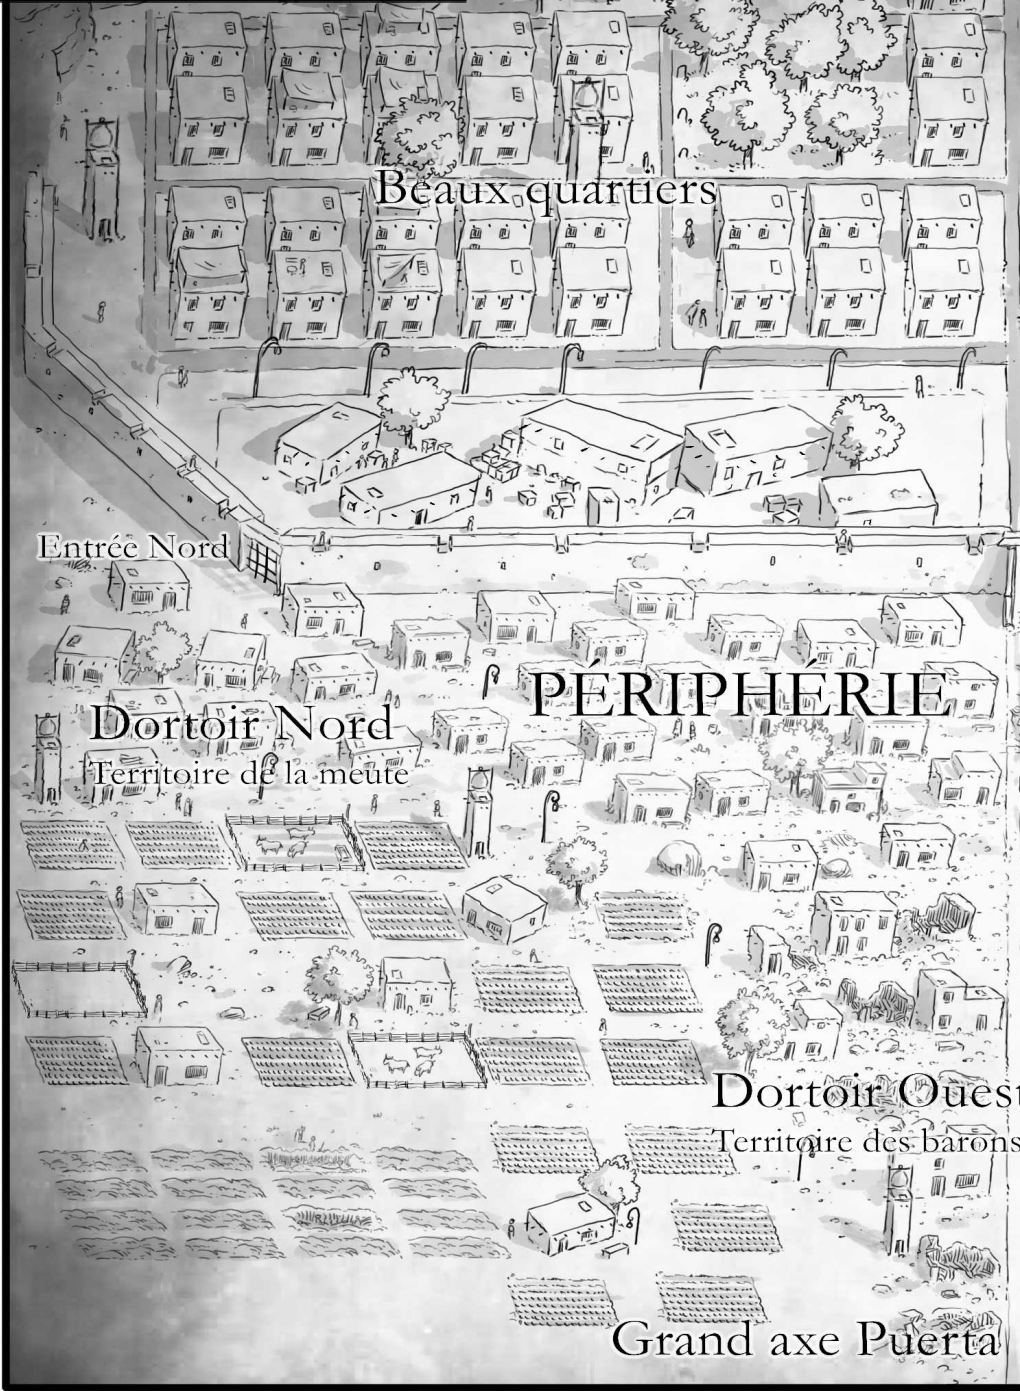 Beaux quartiers
Entrée Nord
PÉRIPHÉRIE
Dortoir Nord
Territoire de la meute
Dortoir Ouest
Territoire des barons
Grand axe Puerta